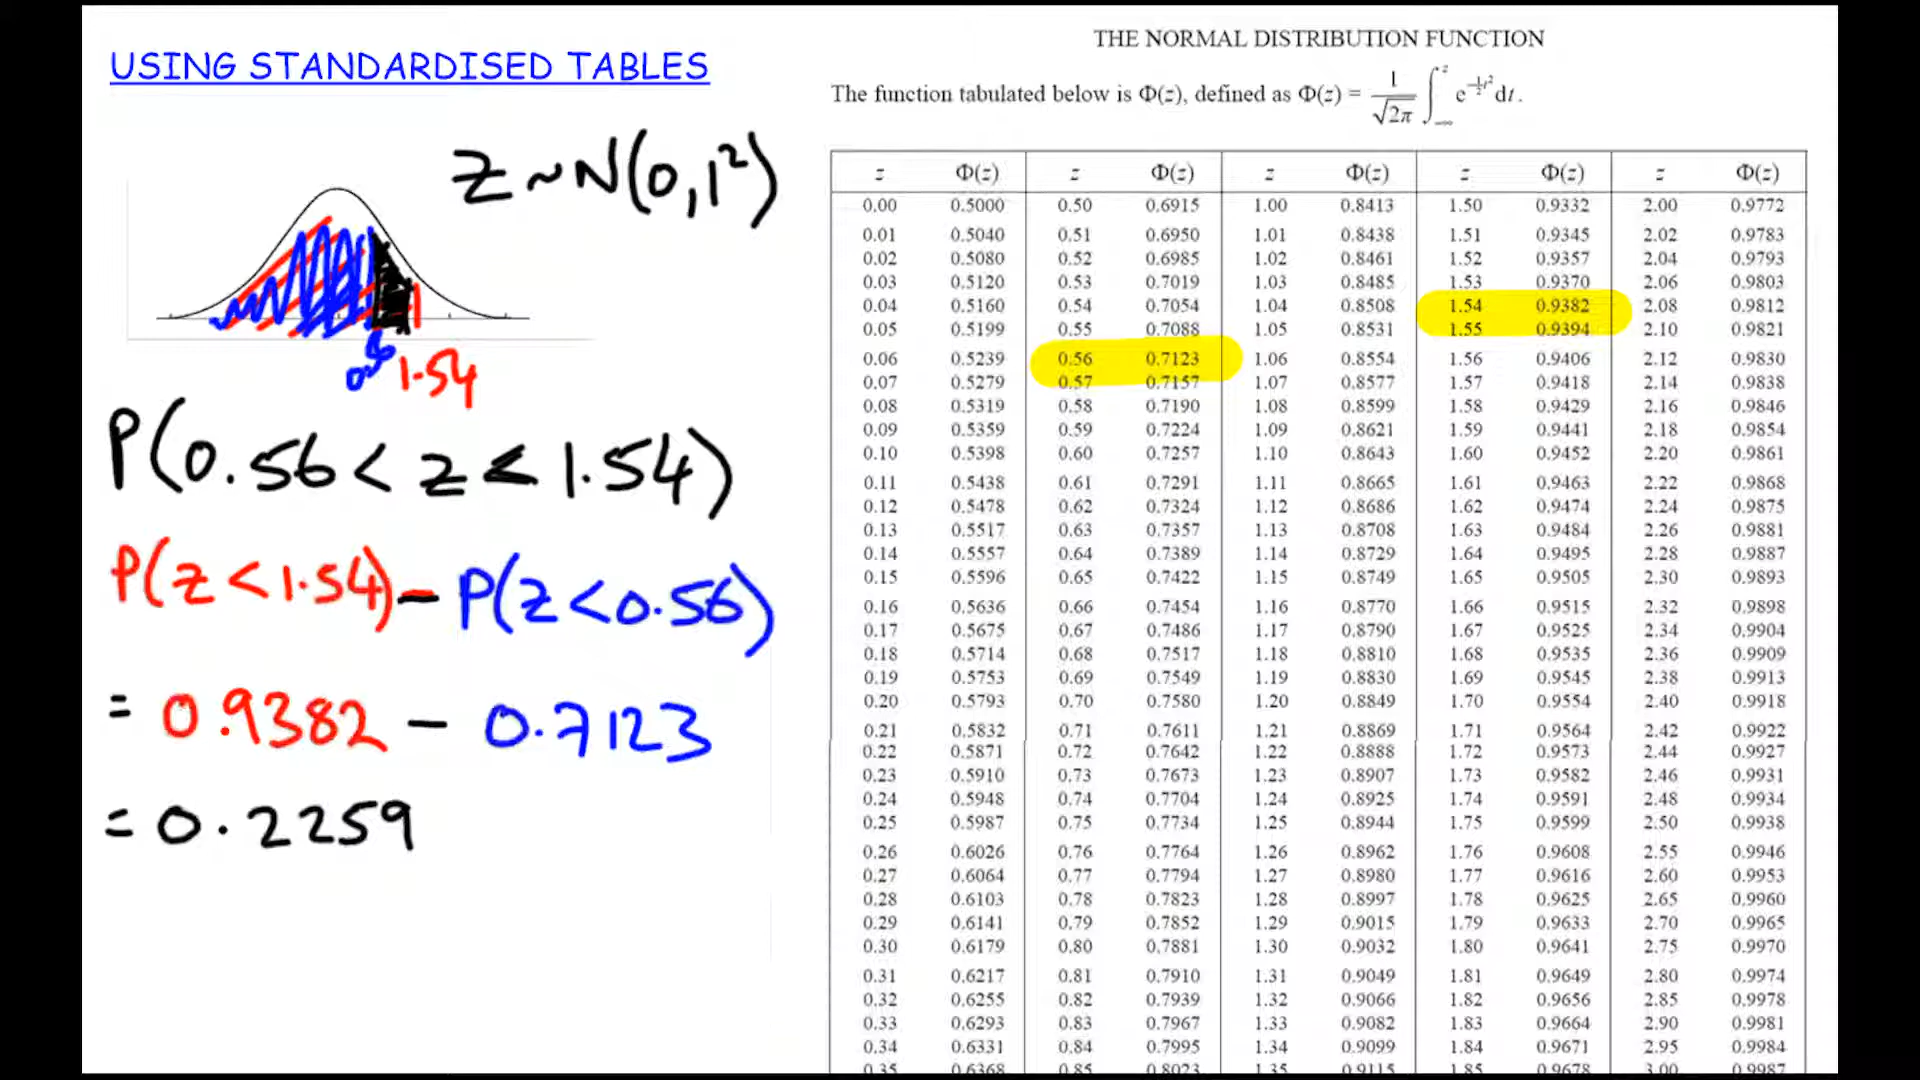 USING STANDARDISED TABLES
Z ~ N(0, 1²)
0.56
1.54
P(0.56 < z < 1.54)
P(z < 1.54) - P(z < 0.56)
= 0.9382 - 0.7123
= 0.2259
THE NORMAL DISTRIBUTION FUNCTION
The function tabulated below is Φ(z), defined as Φ(z) = 1/√2π ∫_{-∞}^{z} e^{-½t²} dt.
z Φ(z) z Φ(z) z Φ(z) z Φ(z) z Φ(z)
0.00 0.5000 0.50 0.6915 1.00 0.8413 1.50 0.9332 2.00 0.9772
0.01 0.5040 0.51 0.6950 1.01 0.8438 1.51 0.9345 2.02 0.9783
0.02 0.5080 0.52 0.6985 1.02 0.8461 1.52 0.9357 2.04 0.9793
0.03 0.5120 0.53 0.7019 1.03 0.8485 1.53 0.9370 2.06 0.9803
0.04 0.5160 0.54 0.7054 1.04 0.8508 1.54 0.9382 2.08 0.9812
0.05 0.5199 0.55 0.7088 1.05 0.8531 1.55 0.9394 2.10 0.9821
0.06 0.5239 0.56 0.7123 1.06 0.8554 1.56 0.9406 2.12 0.9830
0.07 0.5279 0.57 0.7157 1.07 0.8577 1.57 0.9418 2.14 0.9838
0.08 0.5319 0.58 0.7190 1.08 0.8599 1.58 0.9429 2.16 0.9846
0.09 0.5359 0.59 0.7224 1.09 0.8621 1.59 0.9441 2.18 0.9854
0.10 0.5398 0.60 0.7257 1.10 0.8643 1.60 0.9452 2.20 0.9861
0.11 0.5438 0.61 0.7291 1.11 0.8665 1.61 0.9463 2.22 0.9868
0.12 0.5478 0.62 0.7324 1.12 0.8686 1.62 0.9474 2.24 0.9875
0.13 0.5517 0.63 0.7357 1.13 0.8708 1.63 0.9484 2.26 0.9881
0.14 0.5557 0.64 0.7389 1.14 0.8729 1.64 0.9495 2.28 0.9887
0.15 0.5596 0.65 0.7422 1.15 0.8749 1.65 0.9505 2.30 0.9893
0.16 0.5636 0.66 0.7454 1.16 0.8770 1.66 0.9515 2.32 0.9898
0.17 0.5675 0.67 0.7486 1.17 0.8790 1.67 0.9525 2.34 0.9904
0.18 0.5714 0.68 0.7517 1.18 0.8810 1.68 0.9535 2.36 0.9909
0.19 0.5753 0.69 0.7549 1.19 0.8830 1.69 0.9545 2.38 0.9913
0.20 0.5793 0.70 0.7580 1.20 0.8849 1.70 0.9554 2.40 0.9918
0.21 0.5832 0.71 0.7611 1.21 0.8869 1.71 0.9564 2.42 0.9922
0.22 0.5871 0.72 0.7642 1.22 0.8888 1.72 0.9573 2.44 0.9927
0.23 0.5910 0.73 0.7673 1.23 0.8907 1.73 0.9582 2.46 0.9931
0.24 0.5948 0.74 0.7704 1.24 0.8925 1.74 0.9591 2.48 0.9934
0.25 0.5987 0.75 0.7734 1.25 0.8944 1.75 0.9599 2.50 0.9938
0.26 0.6026 0.76 0.7764 1.26 0.8962 1.76 0.9608 2.55 0.9946
0.27 0.6064 0.77 0.7794 1.27 0.8980 1.77 0.9616 2.60 0.9953
0.28 0.6103 0.78 0.7823 1.28 0.8997 1.78 0.9625 2.65 0.9960
0.29 0.6141 0.79 0.7852 1.29 0.9015 1.79 0.9633 2.70 0.9965
0.30 0.6179 0.80 0.7881 1.30 0.9032 1.80 0.9641 2.75 0.9970
0.31 0.6217 0.81 0.7910 1.31 0.9049 1.81 0.9649 2.80 0.9974
0.32 0.6255 0.82 0.7939 1.32 0.9066 1.82 0.9656 2.85 0.9978
0.33 0.6293 0.83 0.7967 1.33 0.9082 1.83 0.9664 2.90 0.9981
0.34 0.6331 0.84 0.7995 1.34 0.9099 1.84 0.9671 2.95 0.9984
0.35 0.6368 0.85 0.8023 1.35 0.9115 1.85 0.9678 3.00 0.9987